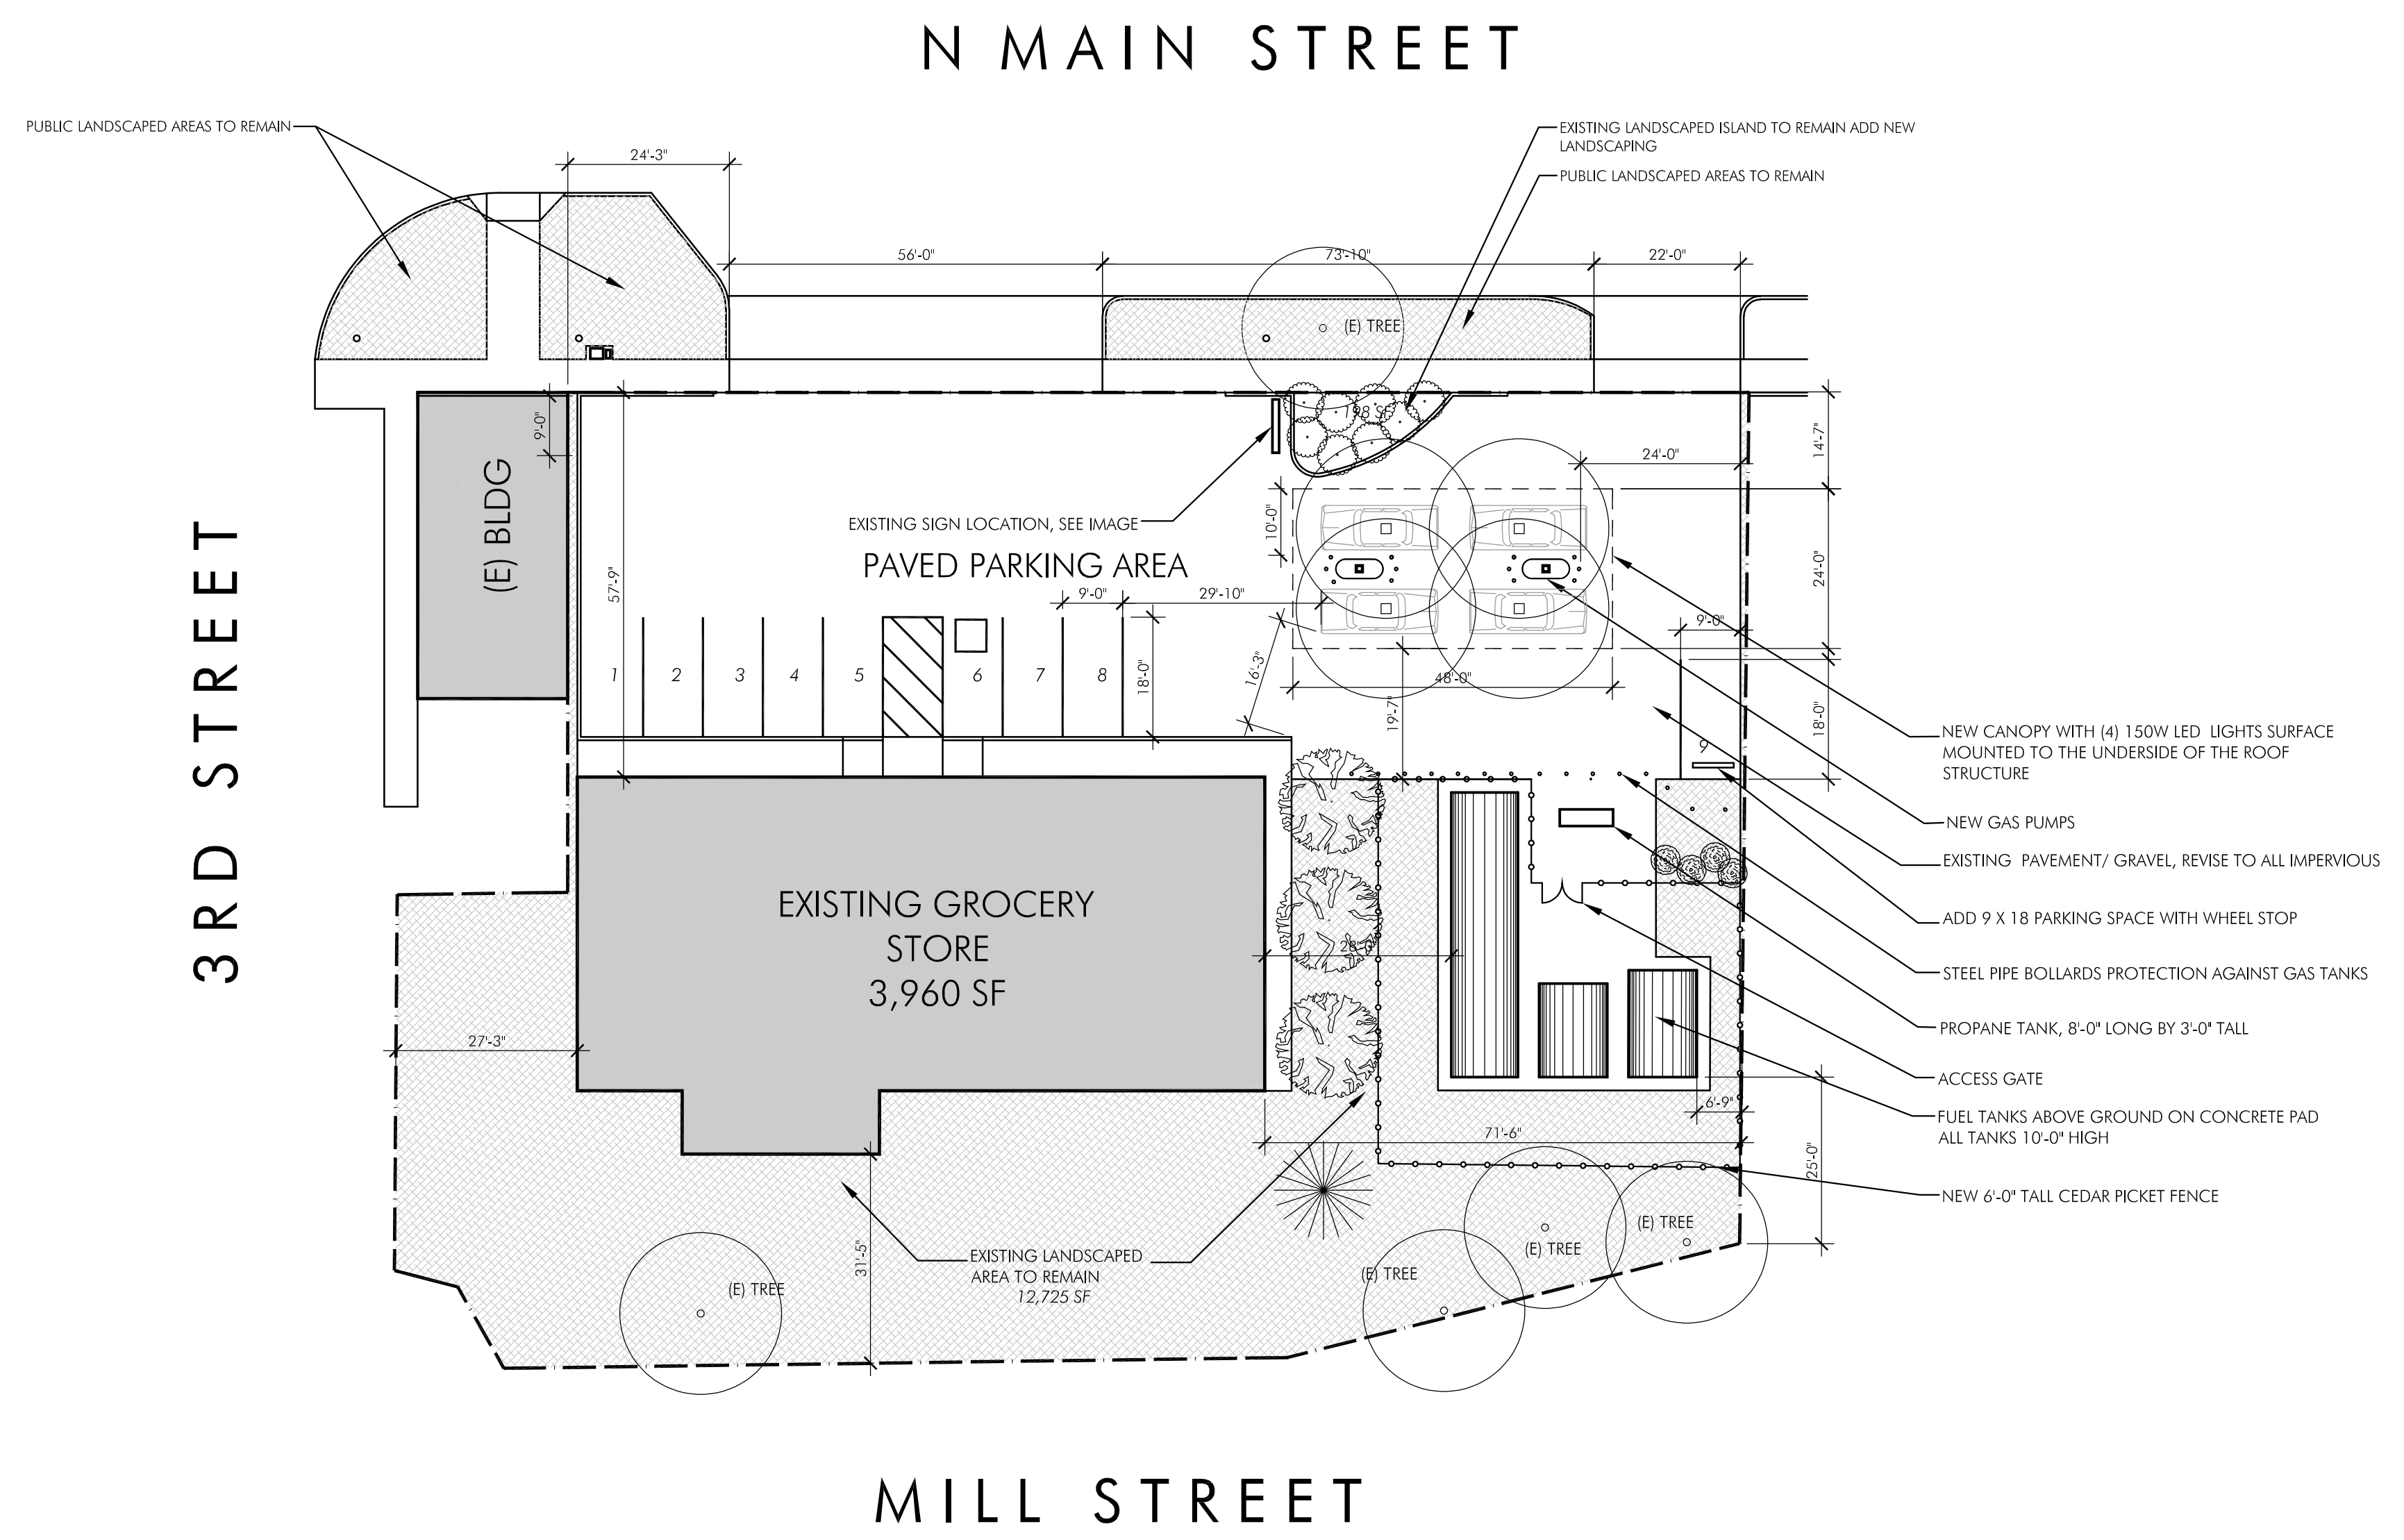 N MAIN STREET
PUBLIC LANDSCAPED AREAS TO REMAIN
EXISTING LANDSCAPED ISLAND TO REMAIN ADD NEW
LANDSCAPING
24'-3"
PUBLIC LANDSCAPED AREAS TO REMAIN
56'-0"
73'-10"
22'-0"
(E) TREE
198 SF
9'-0"
14'-7"
24'-0"
(E) BLDG
EXISTING SIGN LOCATION, SEE IMAGE
10'-0"
PAVED PARKING AREA
24'-0"
57'-9"
9'-0"
29'-10"
9'-0"
3RD STREET
1
2
3
4
5
6
7
8
18'-0"
16'-3"
48'-0"
19'-7"
18'-0"
9
NEW CANOPY WITH (4) 150W LED LIGHTS SURFACE
MOUNTED TO THE UNDERSIDE OF THE ROOF
STRUCTURE
NEW GAS PUMPS
EXISTING PAVEMENT/ GRAVEL, REVISE TO ALL IMPERVIOUS
EXISTING GROCERY
STORE
3,960 SF
ADD 9 X 18 PARKING SPACE WITH WHEEL STOP
STEEL PIPE BOLLARDS PROTECTION AGAINST GAS TANKS
27'-3"
PROPANE TANK, 8'-0" LONG BY 3'-0" TALL
ACCESS GATE
6'-9"
FUEL TANKS ABOVE GROUND ON CONCRETE PAD
ALL TANKS 10'-0" HIGH
71'-6"
25'-0"
NEW 6'-0" TALL CEDAR PICKET FENCE
31'-5"
EXISTING LANDSCAPED
AREA TO REMAIN
12,725 SF
(E) TREE
(E) TREE
(E) TREE
(E) TREE
MILL STREET